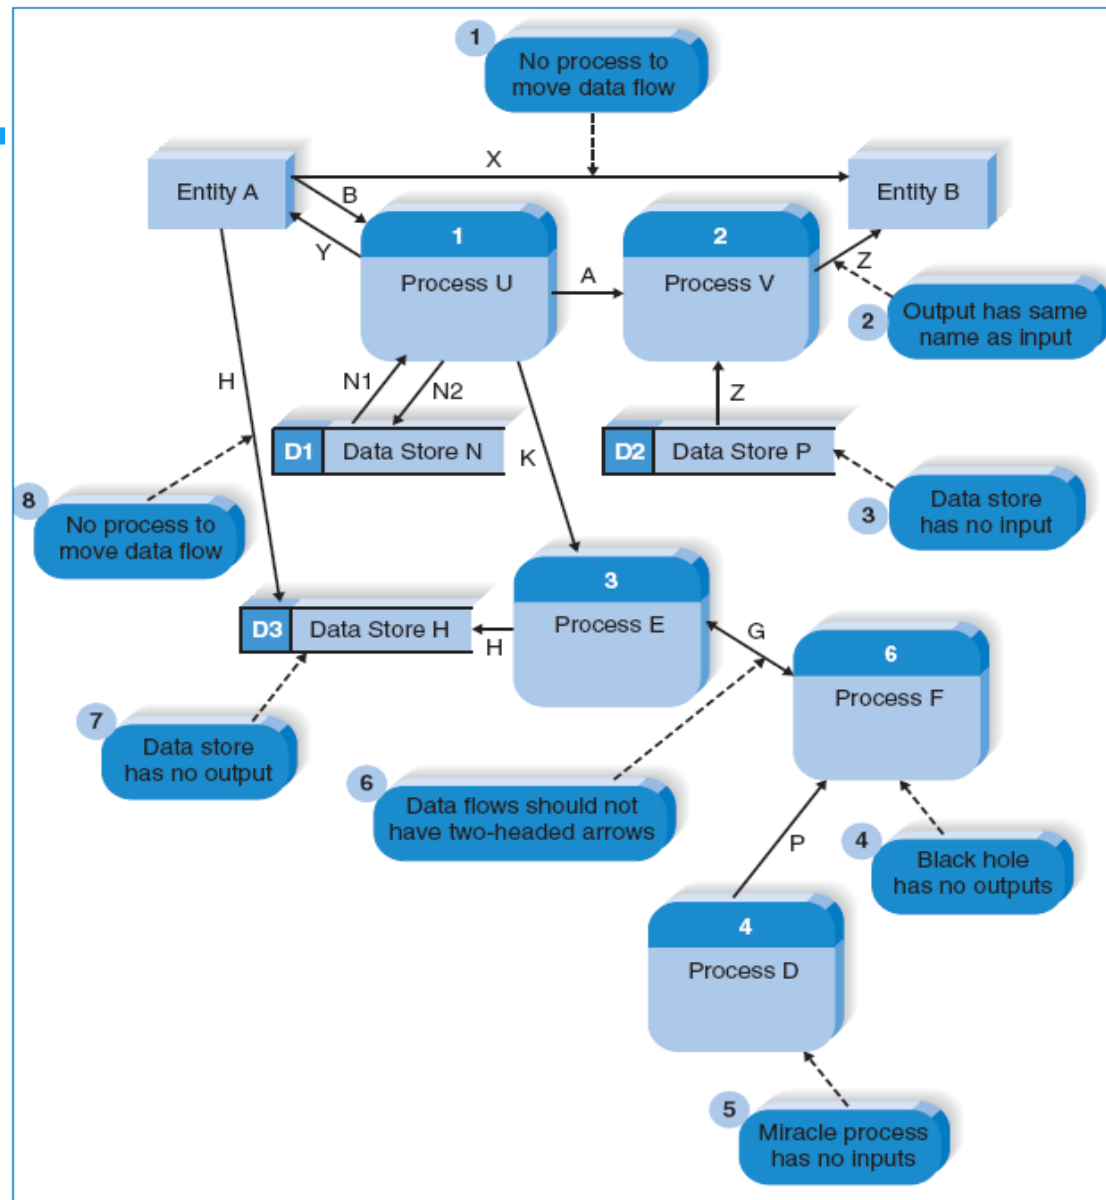 1
No process to
move data flow
X
Entity A
Entity B
B
Y
1
Process U
A
2
Process V
Z
2
Output has same
name as input
H
N1
N2
Z
D1 Data Store N
D2 Data Store P
K
8
No process to
move data flow
3
Data store
has no input
3
Process E
D3 Data Store H
H
G
6
Process F
7
Data store
has no output
6
Data flows should not
have two-headed arrows
P
4
Black hole
has no outputs
4
Process D
5
Miracle process
has no inputs